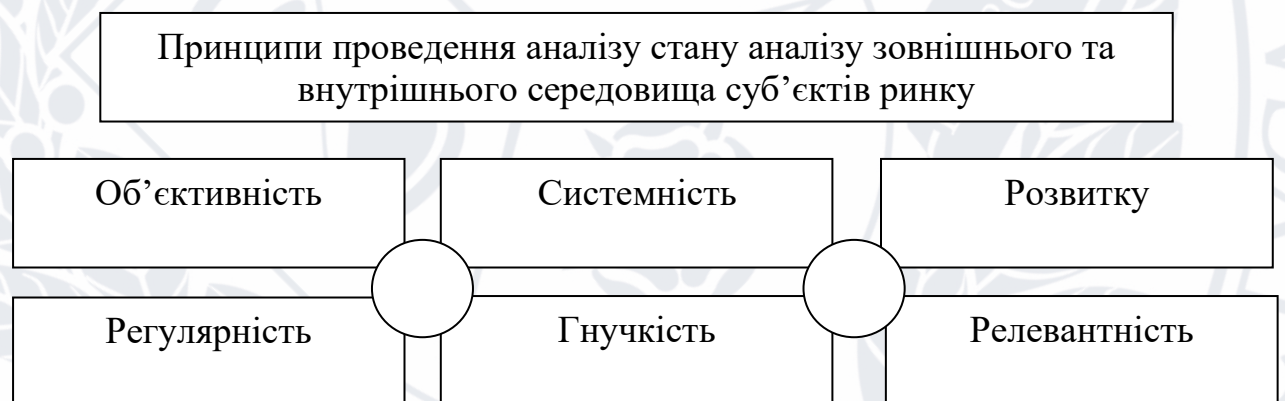 Принципи проведення аналізу стану аналізу зовнішнього та
внутрішнього середовища суб’єктів ринку
Об’єктивність
Системність
Розвитку
Регулярність
Гнучкість
Релевантність